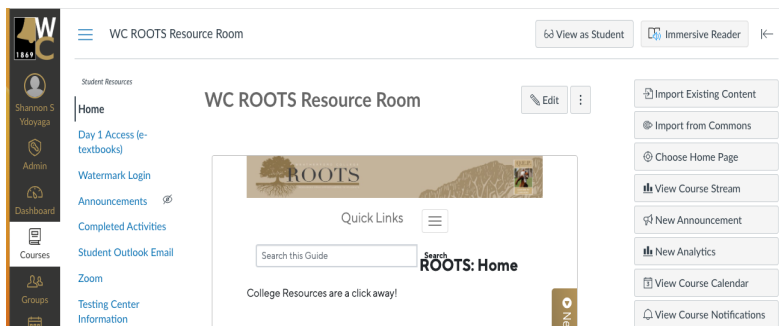 WC
1869
WC ROOTS Resource Room
View as Student
Immersive Reader
Shannon S
Ydoyaga
Admin
Dashboard
Courses
Groups
Student Resources
Home
Day 1 Access (e-
textbooks)
Watermark Login
Announcements
Completed Activities
Student Outlook Email
Zoom
Testing Center
Information
WC ROOTS Resource Room
Edit
ROOTS
Quick Links
Search this Guide
Search
ROOTS: Home
College Resources are a click away!
Ne
Import Existing Content
Import from Commons
Choose Home Page
View Course Stream
New Announcement
New Analytics
View Course Calendar
View Course Notifications